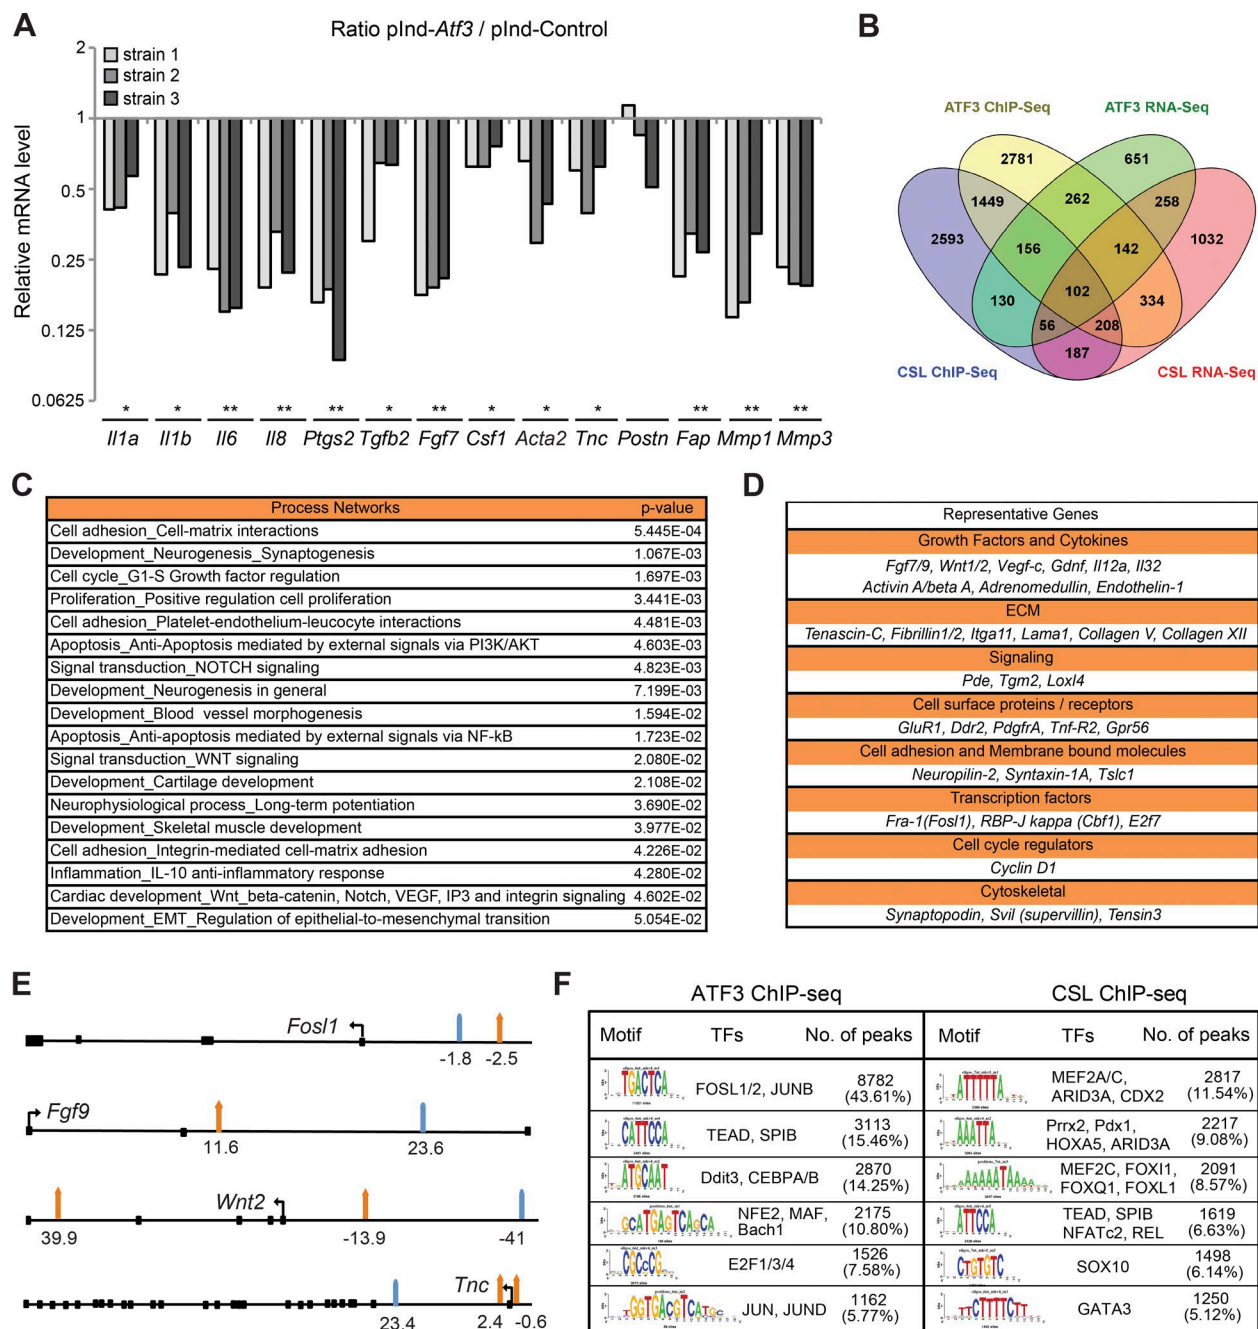 A
Ratio pInd-Atf3 / pInd-Control
Relative mRNA level
2
1
0.5
0.25
0.125
0.0625
strain 1
strain 2
strain 3
* * ** ** ** * ** * * * ** ** **
Il1a Il1b Il6 Il8 Ptgs2 Tgfb2 Fgf7 Csf1 Acta2 Tnc Postn Fap Mmp1 Mmp3
B
ATF3 ChIP-Seq ATF3 RNA-Seq
2781 651
1449 262 258
2593 156 142 1032
130 102 334
56 208
187
CSL ChIP-Seq CSL RNA-Seq
C
Process Networks p-value
Cell adhesion_Cell-matrix interactions 5.445E-04
Development_Neurogenesis_Synaptogenesis 1.067E-03
Cell cycle_G1-S Growth factor regulation 1.697E-03
Proliferation_Positive regulation cell proliferation 3.441E-03
Cell adhesion_Platelet-endothelium-leucocyte interactions 4.481E-03
Apoptosis_Anti-Apoptosis mediated by external signals via PI3K/AKT 4.603E-03
Signal transduction_NOTCH signaling 4.823E-03
Development_Neurogenesis in general 7.199E-03
Development_Blood vessel morphogenesis 1.594E-02
Apoptosis_Anti-apoptosis mediated by external signals via NF-kB 1.723E-02
Signal transduction_WNT signaling 2.080E-02
Development_Cartilage development 2.108E-02
Neurophysiological process_Long-term potentiation 3.690E-02
Development_Skeletal muscle development 3.977E-02
Cell adhesion_Integrin-mediated cell-matrix adhesion 4.226E-02
Inflammation_IL-10 anti-inflammatory response 4.280E-02
Cardiac development_Wnt_beta-catenin, Notch, VEGF, IP3 and integrin signaling 4.602E-02
Development_EMT_Regulation of epithelial-to-mesenchymal transition 5.054E-02
D
Representative Genes
Growth Factors and Cytokines
Fgf7/9, Wnt1/2, Vegf-c, Gdnf, Il12a, Il32
Activin A/beta A, Adrenomedullin, Endothelin-1
ECM
Tenascin-C, Fibrillin1/2, Itga11, Lama1, Collagen V, Collagen XII
Signaling
Pde, Tgm2, Loxl4
Cell surface proteins / receptors
GluR1, Ddr2, PdgfrA, Tnf-R2, Gpr56
Cell adhesion and Membrane bound molecules
Neuropilin-2, Syntaxin-1A, Tslc1
Transcription factors
Fra-1(Fosl1), RBP-J kappa (Cbf1), E2f7
Cell cycle regulators
Cyclin D1
Cytoskeletal
Synaptopodin, Svil (supervillin), Tensin3
E
Fosl1
-1.8 -2.5
Fgf9
11.6 23.6
Wnt2
39.9 -13.9 -41
Tnc
23.4 2.4 -0.6
F
ATF3 ChIP-seq CSL ChIP-seq
Motif TFs No. of peaks Motif TFs No. of peaks
TGACTCA FOSL1/2, JUNB 8782 (43.61%)
ATTTTTA MEF2A/C, ARID3A, CDX2 2817 (11.54%)
CATTCCA TEAD, SPIB 3113 (15.46%)
AAATTA Prrx2, Pdx1, HOXA5, ARID3A 2217 (9.08%)
ATGCAAT Ddit3, CEBPA/B 2870 (14.25%)
AAAAATA MEF2C, FOXI1, FOXQ1, FOXL1 2091 (8.57%)
GCATGAGTCAGCA NFE2, MAF, Bach1 2175 (10.80%)
ATTCCA TEAD, SPIB NFATc2, REL 1619 (6.63%)
CGCCCG E2F1/3/4 1526 (7.58%)
CTGTGTC SOX10 1498 (6.14%)
GGTGACGTCAT JUN, JUND 1162 (5.77%)
TTCTTTTCTT GATA3 1250 (5.12%)